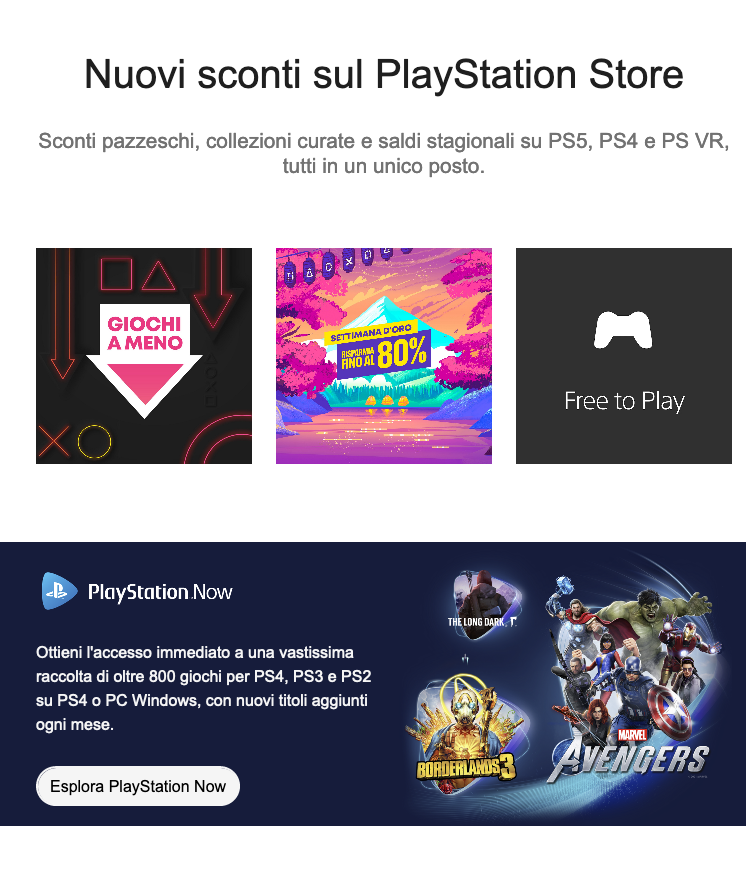 Nuovi sconti sul PlayStation Store
Sconti pazzeschi, collezioni curate e saldi stagionali su PS5, PS4 e PS VR,
tutti in un unico posto.
GIOCHI
A MENO
SETTIMANA D'ORO
RISPARMIA
FINO AL 80%
Free to Play
PlayStation Now
Ottieni l'accesso immediato a una vastissima
raccolta di oltre 800 giochi per PS4, PS3 e PS2
su PS4 o PC Windows, con nuovi titoli aggiunti
ogni mese.
Esplora PlayStation Now
THE LONG DARK
BORDERLANDS 3
MARVEL
AVENGERS